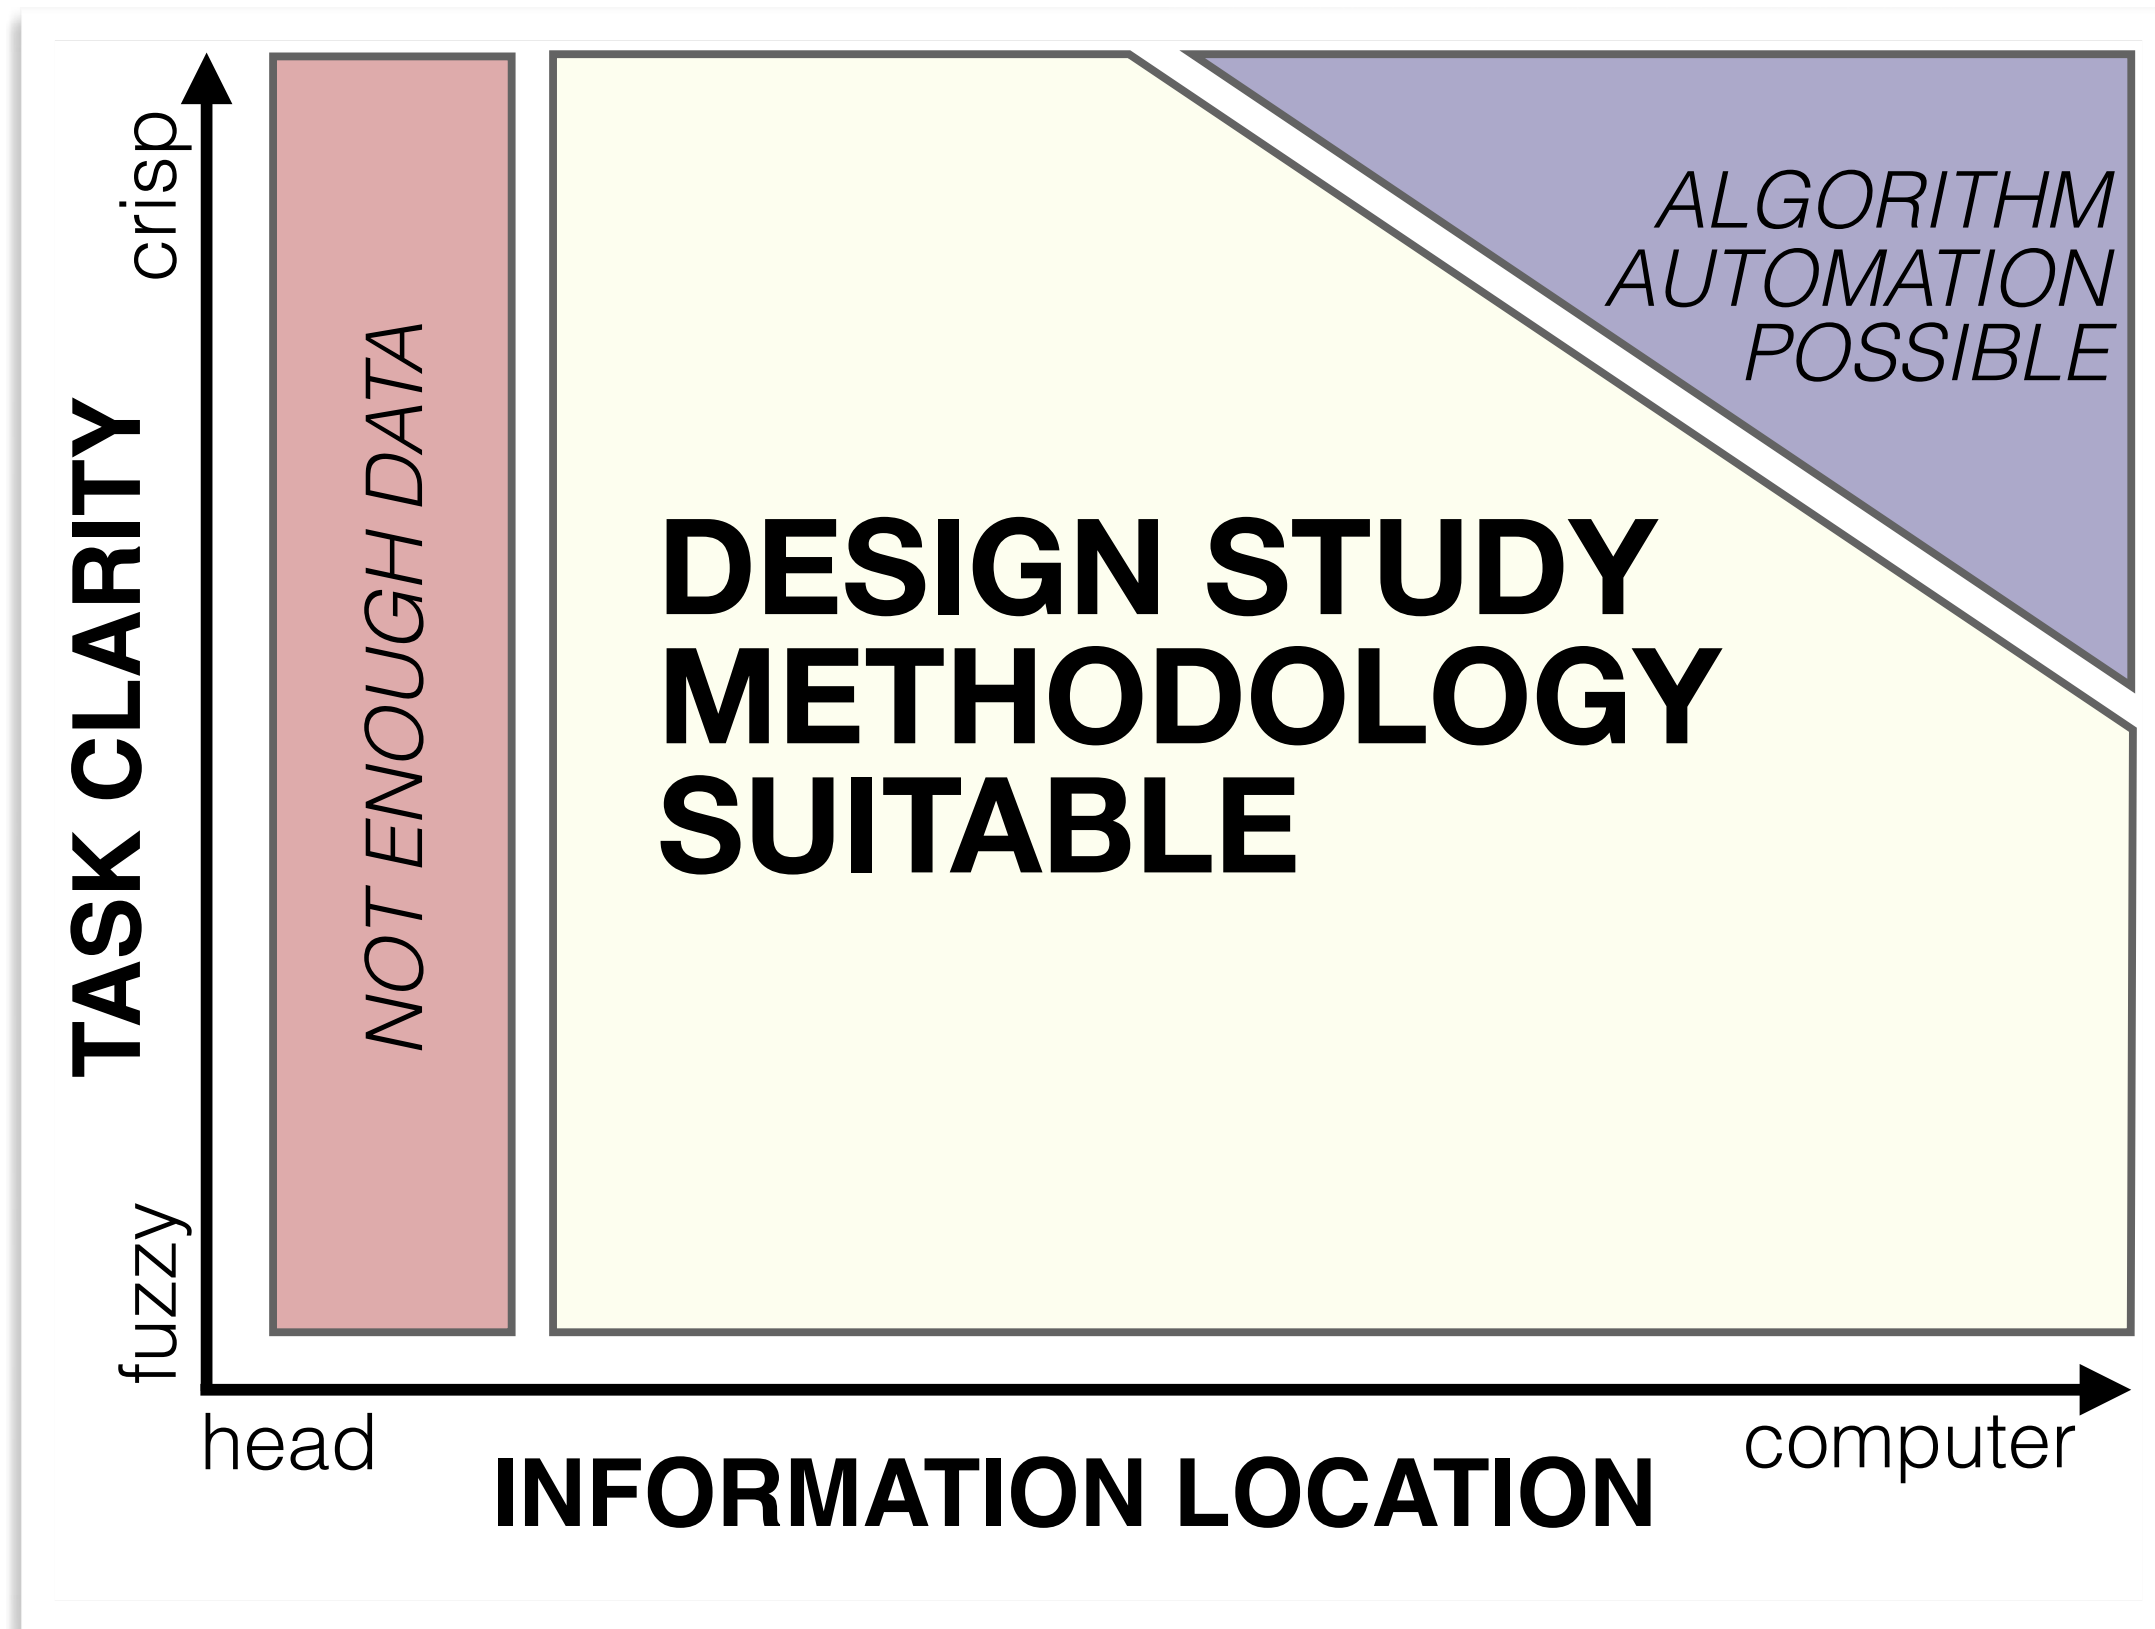 TASK CLARITY
crisp
fuzzy
NOT ENOUGH DATA
DESIGN STUDY
METHODOLOGY
SUITABLE
ALGORITHM
AUTOMATION
POSSIBLE
head
computer
INFORMATION LOCATION